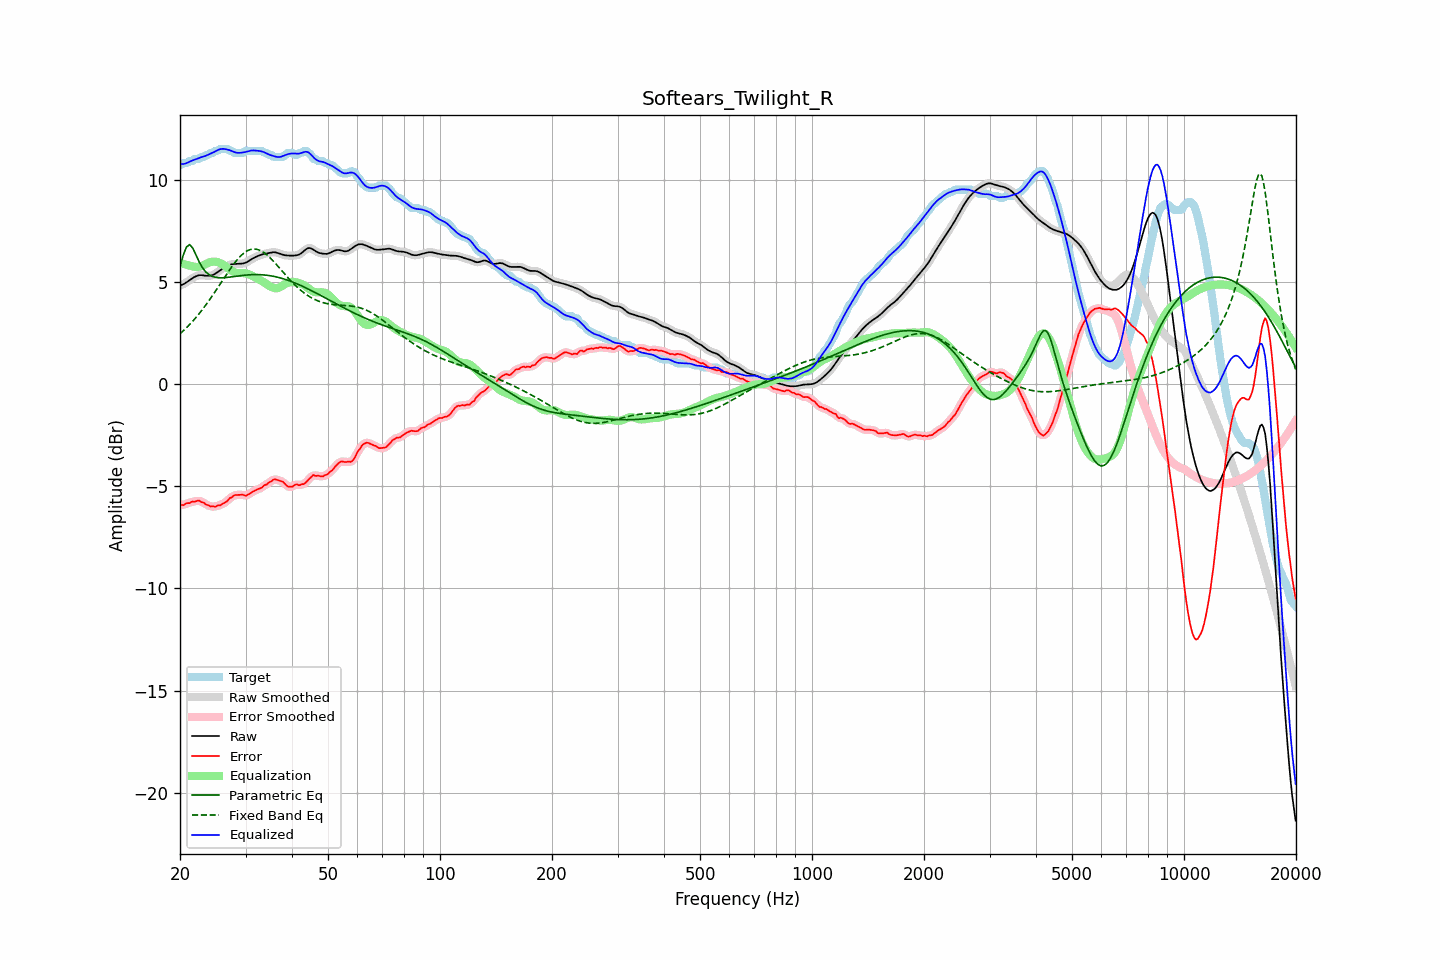 Softears_Twilight_R
Amplitude (dBr)
10
5
0
−5
−10
−15
−20
Target
Raw Smoothed
Error Smoothed
Raw
Error
Equalization
Parametric Eq
Fixed Band Eq
Equalized
20 50 100 200 500 1000 2000 5000 10000 20000
Frequency (Hz)